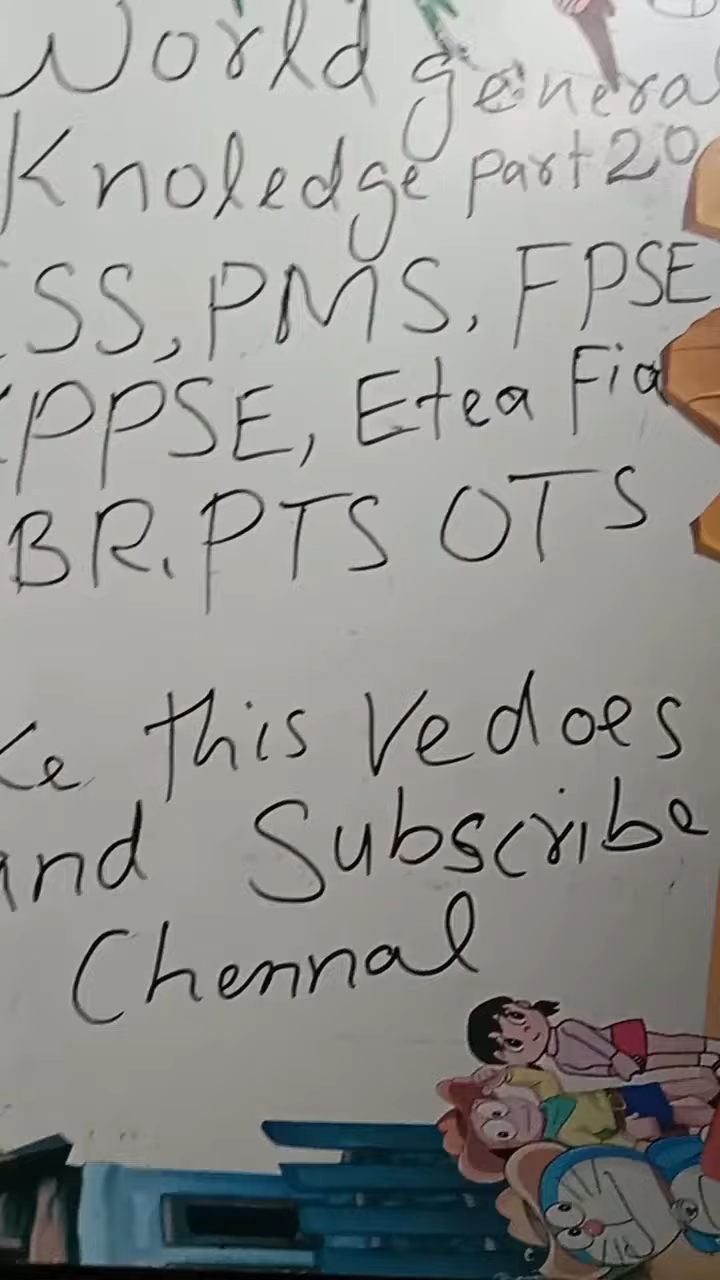 World general
Knoledge part 20
SS, PMS, FPSE
PPSE, Etea Fia
BR. PTS OTS
ke this Vedoes
and Subscribe
Chennal